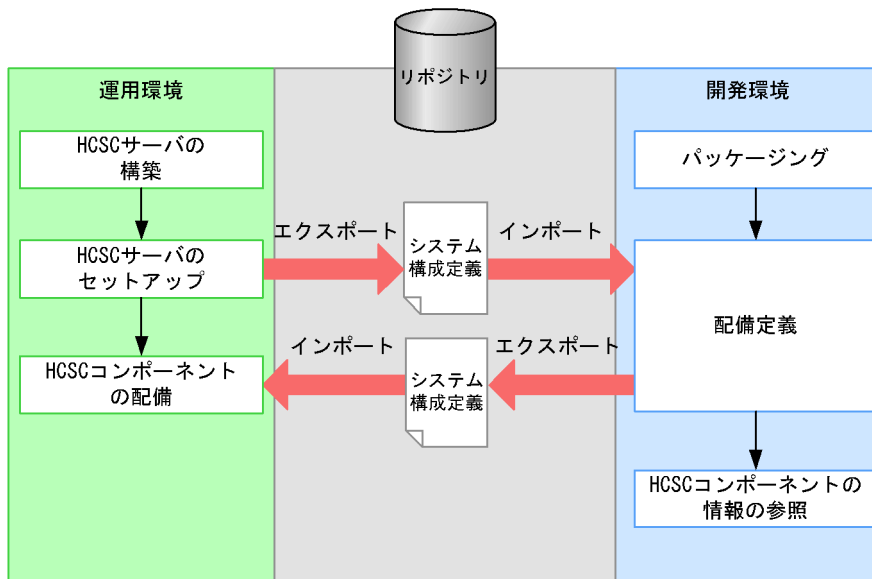 リポジトリ
運用環境
開発環境
HCSCサーバの
構築
パッケージング
エクスポート
インポート
HCSCサーバの
セットアップ
システム
構成定義
配備定義
インポート
エクスポート
HCSCコンポーネント
の配備
システム
構成定義
HCSCコンポーネントの
情報の参照